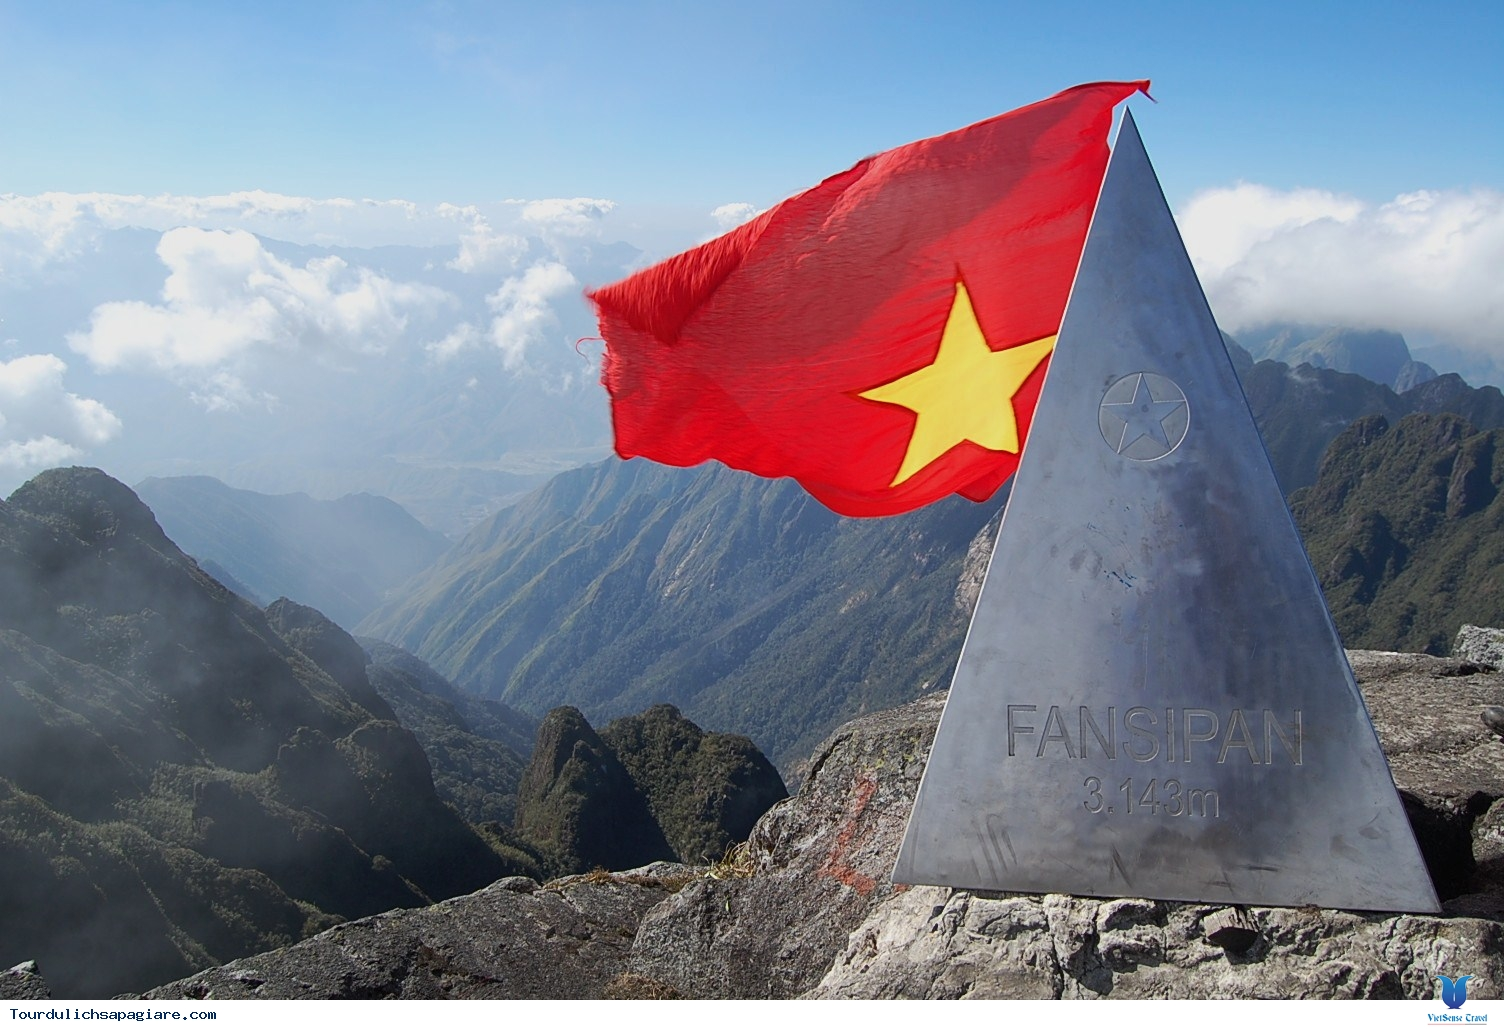 FANSIPAN
3.143m
Tourdulichsapagiare.com
VietSense Travel